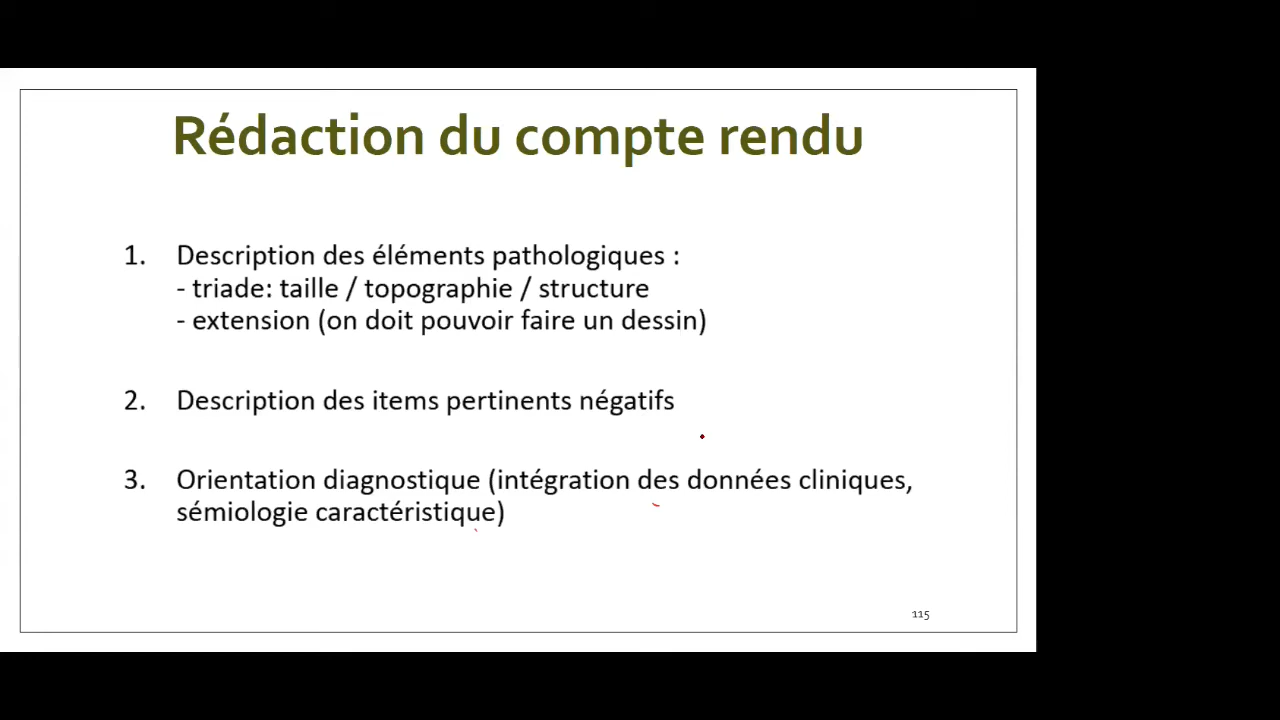 Rédaction du compte rendu
1. Description des éléments pathologiques :
- triade: taille / topographie / structure
- extension (on doit pouvoir faire un dessin)
2. Description des items pertinents négatifs
3. Orientation diagnostique (intégration des données cliniques,
sémiologie caractéristique)
115